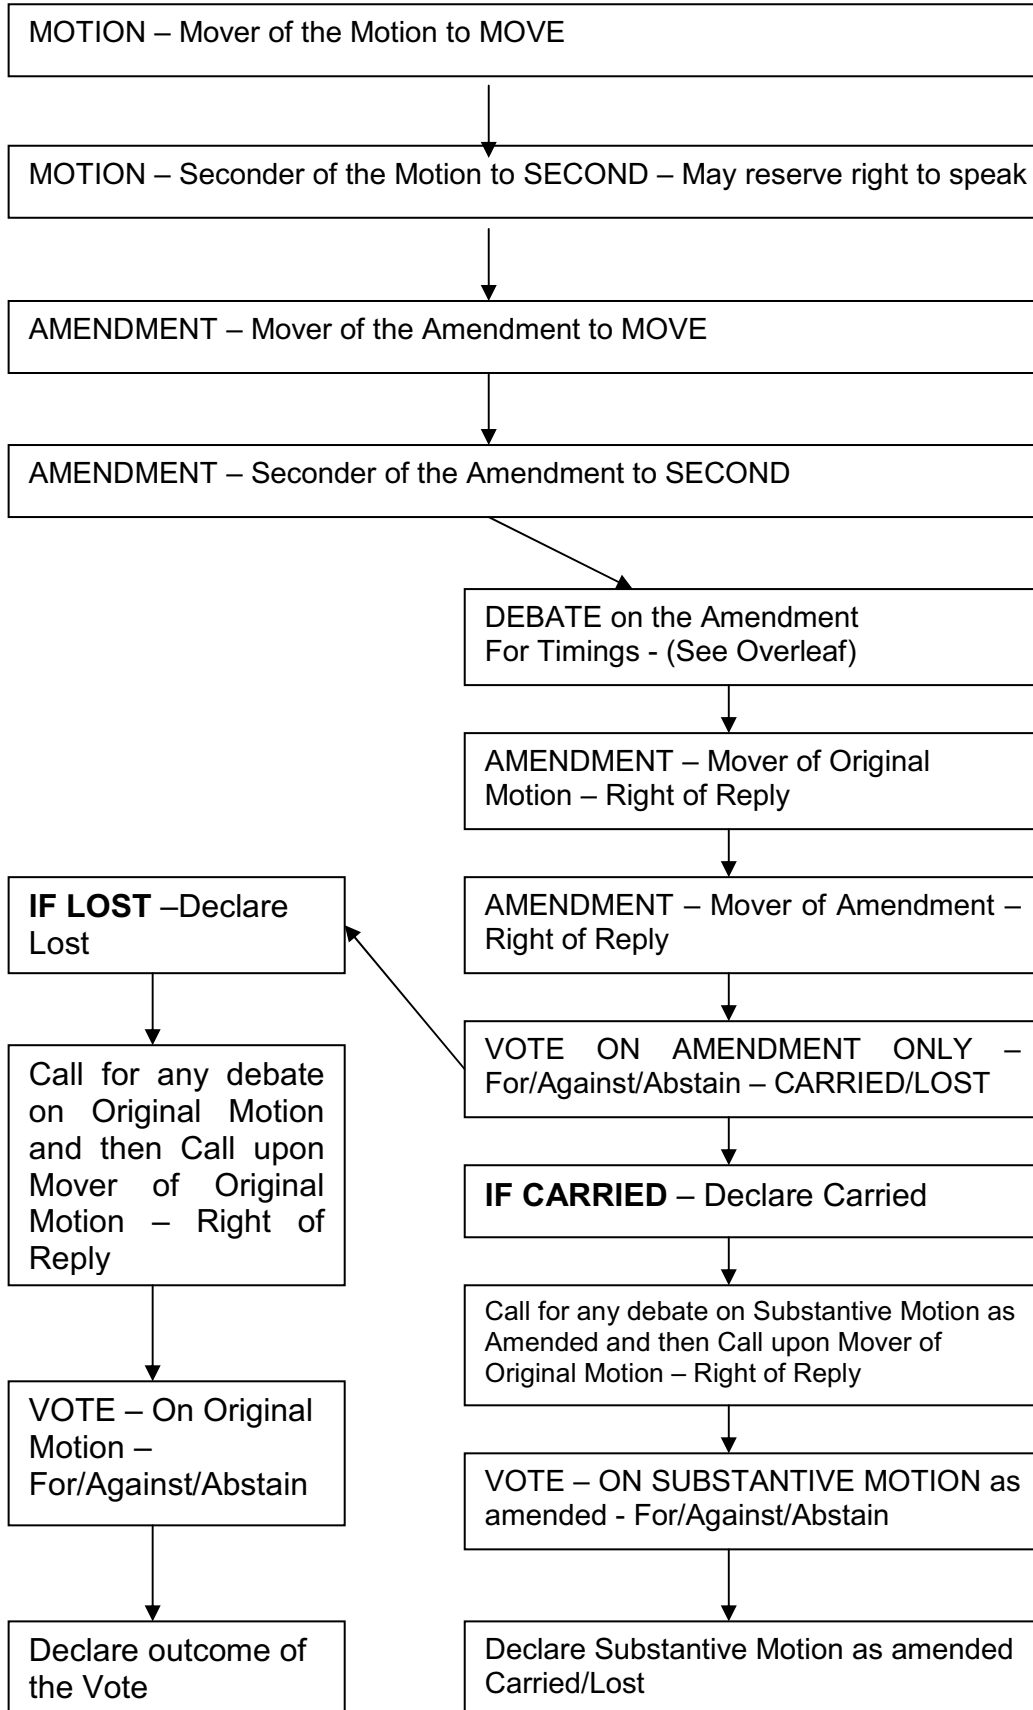 MOTION – Mover of the Motion to MOVE
MOTION – Seconder of the Motion to SECOND – May reserve right to speak
AMENDMENT – Mover of the Amendment to MOVE
AMENDMENT – Seconder of the Amendment to SECOND
DEBATE on the Amendment
For Timings - (See Overleaf)
AMENDMENT – Mover of Original
Motion – Right of Reply
AMENDMENT – Mover of Amendment –
Right of Reply
VOTE ON AMENDMENT ONLY –
For/Against/Abstain – CARRIED/LOST
IF LOST –Declare
Lost
Call for any debate
on Original Motion
and then Call upon
Mover of Original
Motion – Right of
Reply
VOTE – On Original
Motion –
For/Against/Abstain
Declare outcome of
the Vote
IF CARRIED – Declare Carried
Call for any debate on Substantive Motion as
Amended and then Call upon Mover of
Original Motion – Right of Reply
VOTE – ON SUBSTANTIVE MOTION as
amended - For/Against/Abstain
Declare Substantive Motion as amended
Carried/Lost